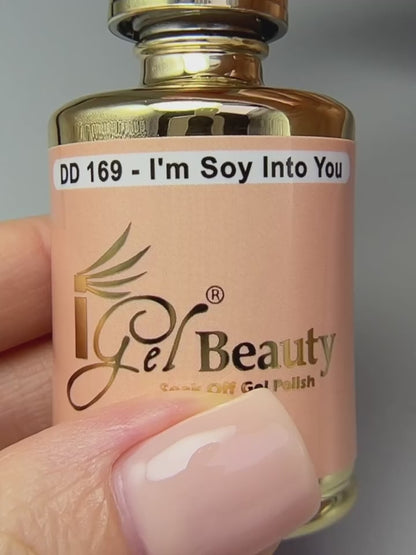 DD 169 - I'm Soy Into You
iGel Beauty®
Soak Off Gel Polish